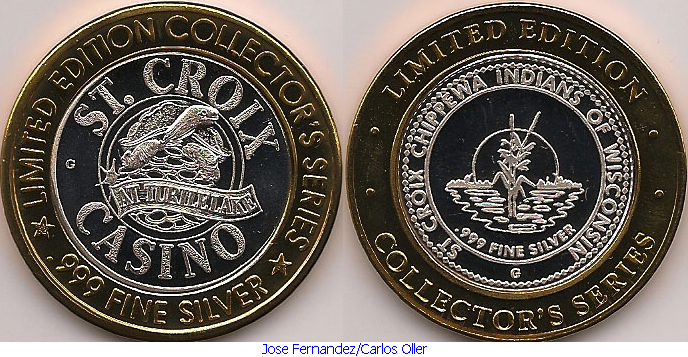 LIMITED EDITION COLLECTOR'S SERIES
.999 FINE SILVER
ST. CROIX
G
AT TURTLE LAKE
CASINO
LIMITED EDITION
COLLECTOR'S SERIES
ST CROIX CHIPPEWA INDIANS OF WISCONSIN
.999 FINE SILVER
G
Jose Fernandez/Carlos Oller